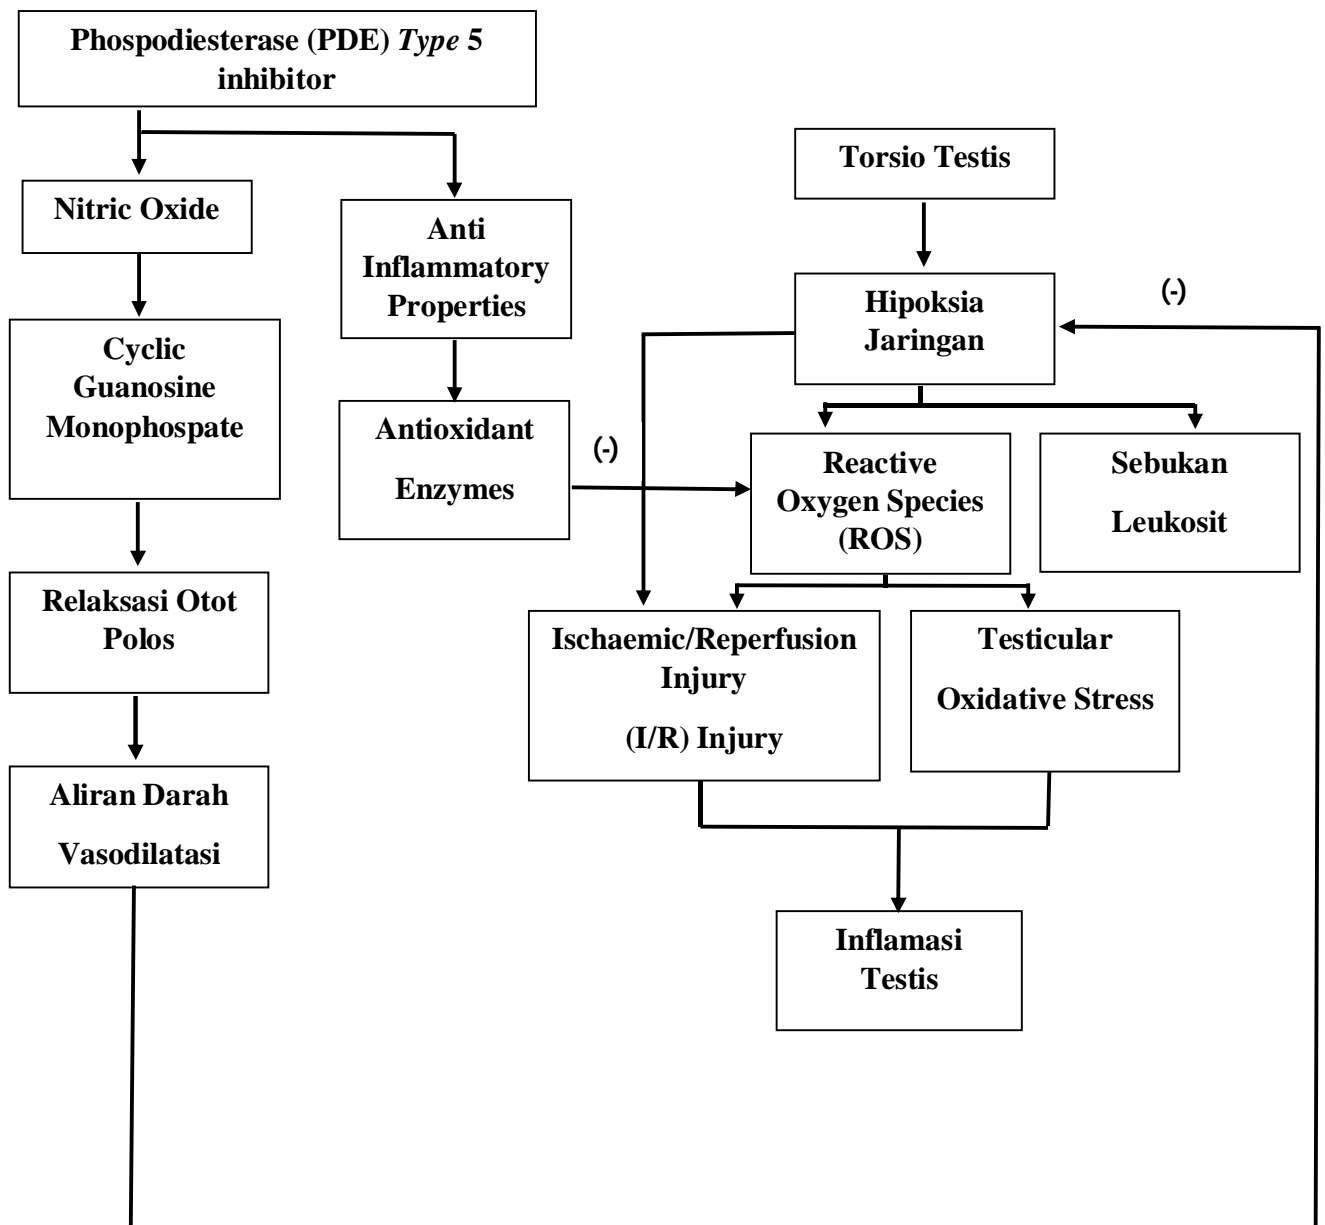 Phospodiesterase (PDE) Type 5
inhibitor
Nitric Oxide
Cyclic
Guanosine
Monophospate
Relaksasi Otot
Polos
Aliran Darah
Vasodilatasi
Anti
Inflammatory
Properties
Antioxidant
Enzymes
(-)
Torsio Testis
Hipoksia
Jaringan
(-)
Reactive
Oxygen Species
(ROS)
Sebukan
Leukosit
Ischaemic/Reperfusion
Injury
(I/R) Injury
Testicular
Oxidative Stress
Inflamasi
Testis